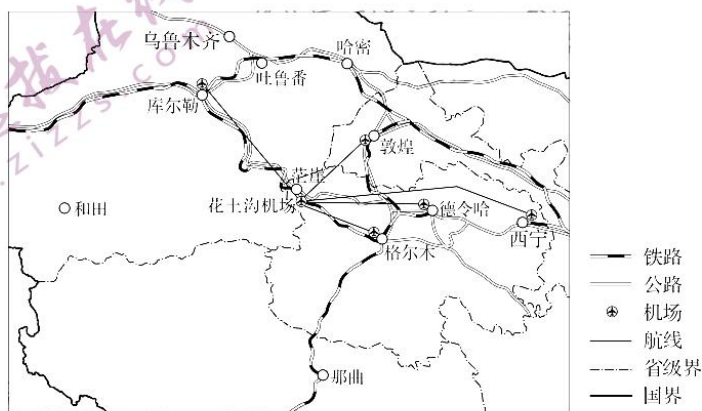 乌鲁木齐
哈密
吐鲁番
库尔勒
敦煌
茫崖
花土沟机场
德令哈
和田
西宁
格尔木
那曲
铁路
公路
机场
航线
省级界
国界